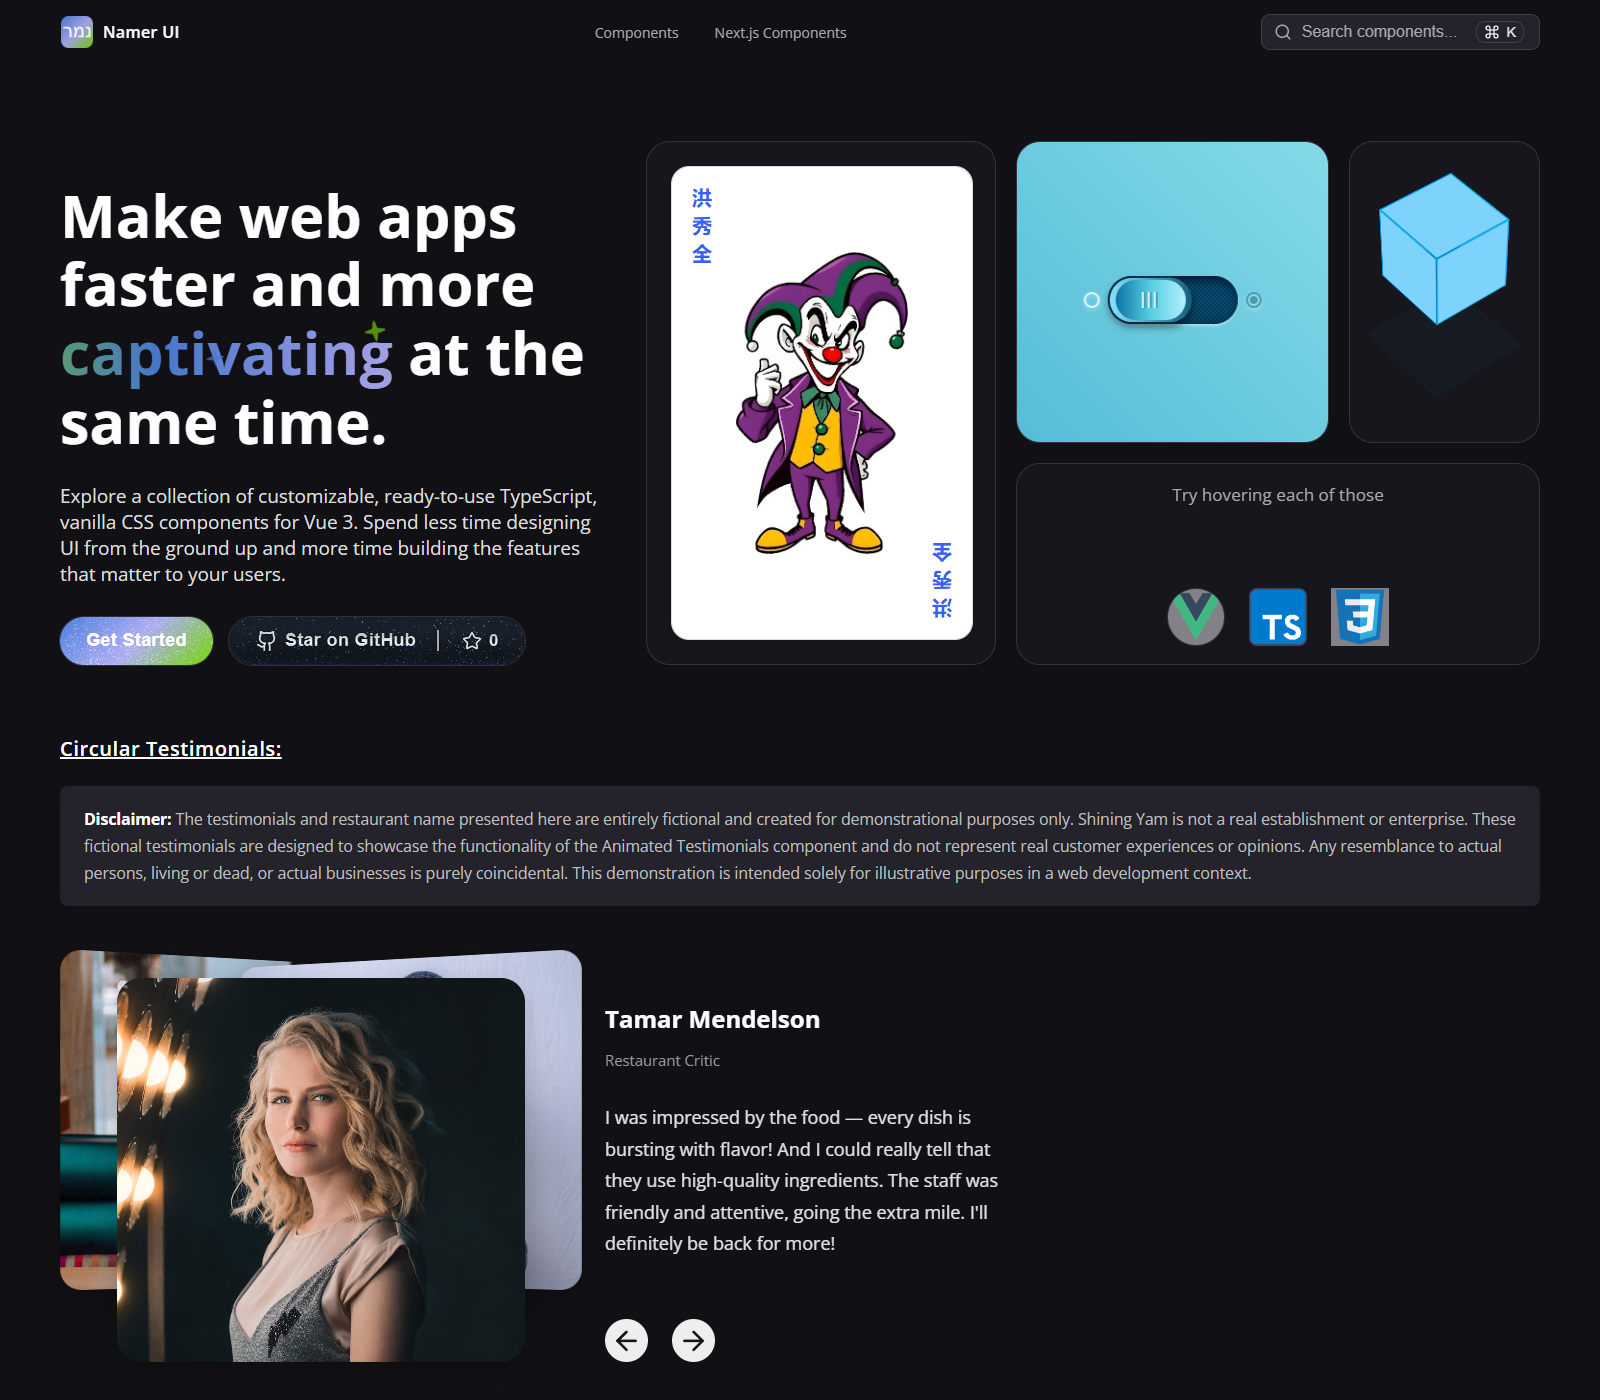 נמר
Namer UI
Components
Next.js Components
Search components...
⌘ K
Make web apps
faster and more
captivating at the
same time.
Explore a collection of customizable, ready-to-use TypeScript,
vanilla CSS components for Vue 3. Spend less time designing
UI from the ground up and more time building the features
that matter to your users.
Get Started
Star on GitHub
0
洪
秀
全
洪
秀
全
Try hovering each of those
TS
3
Circular Testimonials:
Disclaimer: The testimonials and restaurant name presented here are entirely fictional and created for demonstrational purposes only. Shining Yam is not a real establishment or enterprise. These
fictional testimonials are designed to showcase the functionality of the Animated Testimonials component and do not represent real customer experiences or opinions. Any resemblance to actual
persons, living or dead, or actual businesses is purely coincidental. This demonstration is intended solely for illustrative purposes in a web development context.
Tamar Mendelson
Restaurant Critic
I was impressed by the food — every dish is
bursting with flavor! And I could really tell that
they use high-quality ingredients. The staff was
friendly and attentive, going the extra mile. I'll
definitely be back for more!